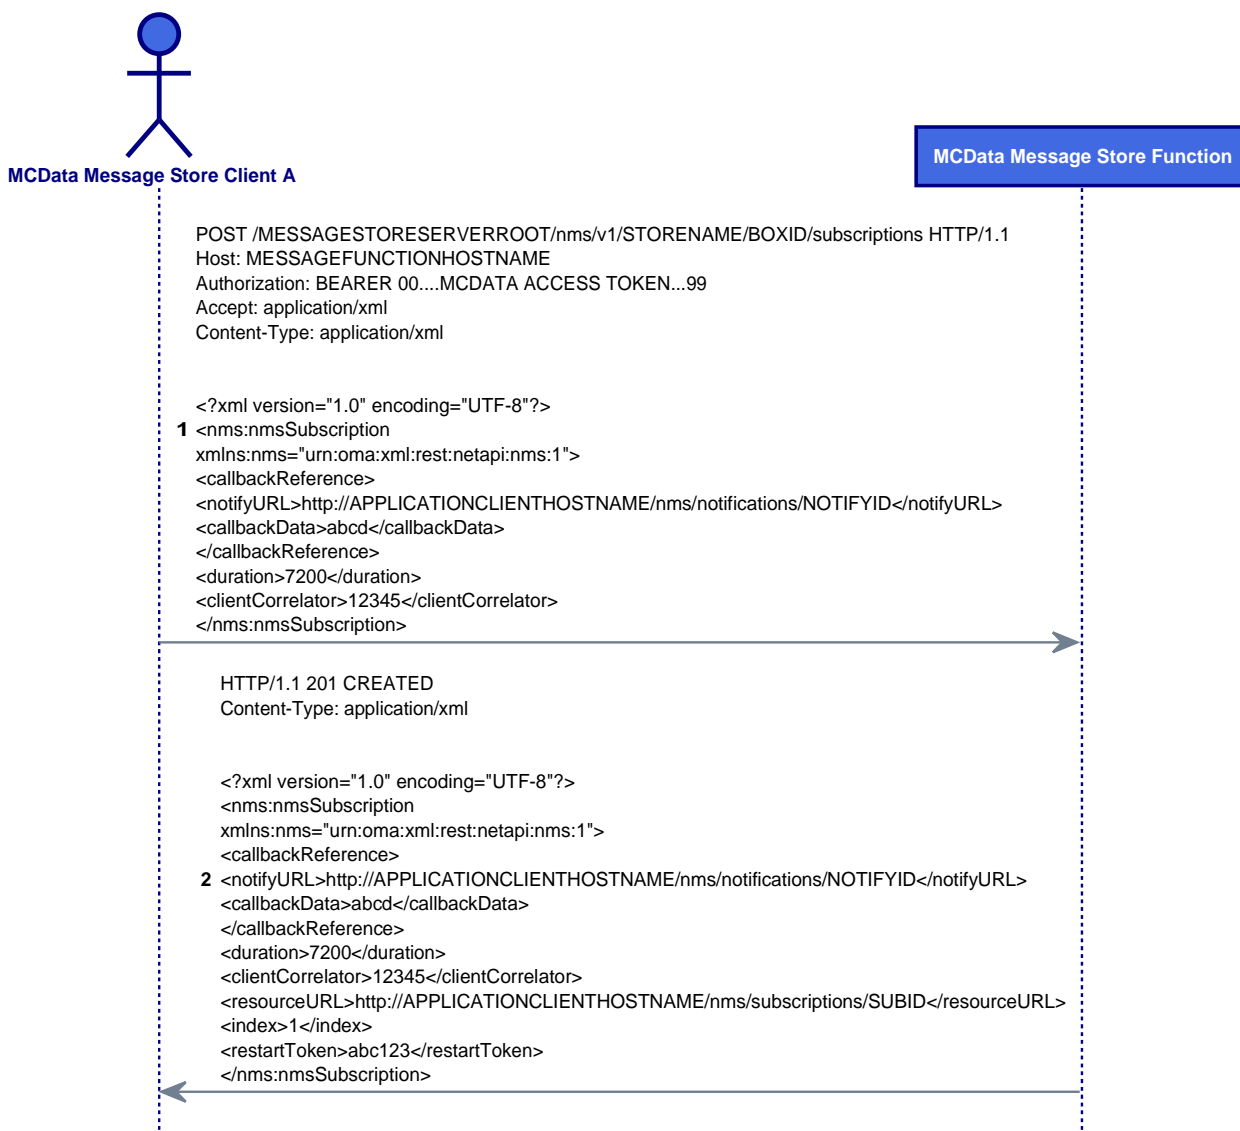 MCData Message Store Client A
MCData Message Store Function
POST /MESSAGESTORESERVERROOT/nms/v1/STORENAME/BOXID/subscriptions HTTP/1.1
Host: MESSAGEFUNCTIONHOSTNAME
Authorization: BEARER 00....MCDATA ACCESS TOKEN...99
Accept: application/xml
Content-Type: application/xml
<?xml version="1.0" encoding="UTF-8"?>
1 <nms:nmsSubscription
xmlns:nms="urn:oma:xml:rest:netapi:nms:1">
<callbackReference>
<notifyURL>http://APPLICATIONCLIENTHOSTNAME/nms/notifications/NOTIFYID</notifyURL>
<callbackData>abcd</callbackData>
</callbackReference>
<duration>7200</duration>
<clientCorrelator>12345</clientCorrelator>
</nms:nmsSubscription>
HTTP/1.1 201 CREATED
Content-Type: application/xml
<?xml version="1.0" encoding="UTF-8"?>
<nms:nmsSubscription
xmlns:nms="urn:oma:xml:rest:netapi:nms:1">
<callbackReference>
2 <notifyURL>http://APPLICATIONCLIENTHOSTNAME/nms/notifications/NOTIFYID</notifyURL>
<callbackData>abcd</callbackData>
</callbackReference>
<duration>7200</duration>
<clientCorrelator>12345</clientCorrelator>
<resourceURL>http://APPLICATIONCLIENTHOSTNAME/nms/subscriptions/SUBID</resourceURL>
<index>1</index>
<restartToken>abc123</restartToken>
</nms:nmsSubscription>